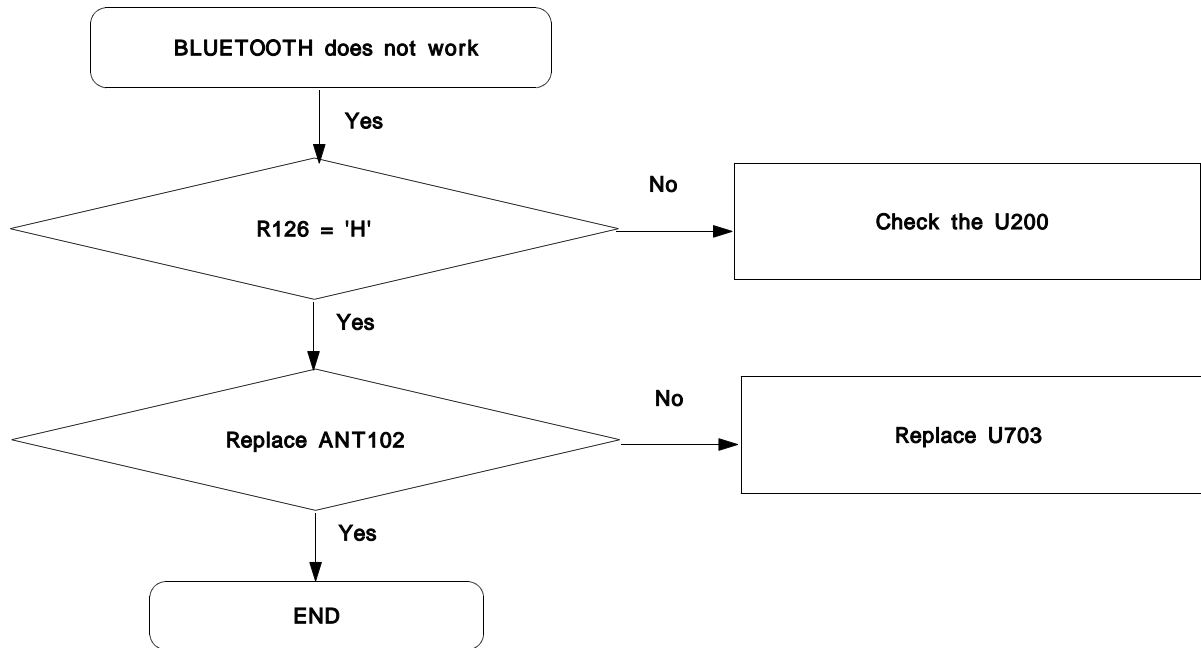 BLUETOOTH does not work
Yes
R126 = 'H'
No
Check the U200
Yes
Replace ANT102
No
Replace U703
Yes
END